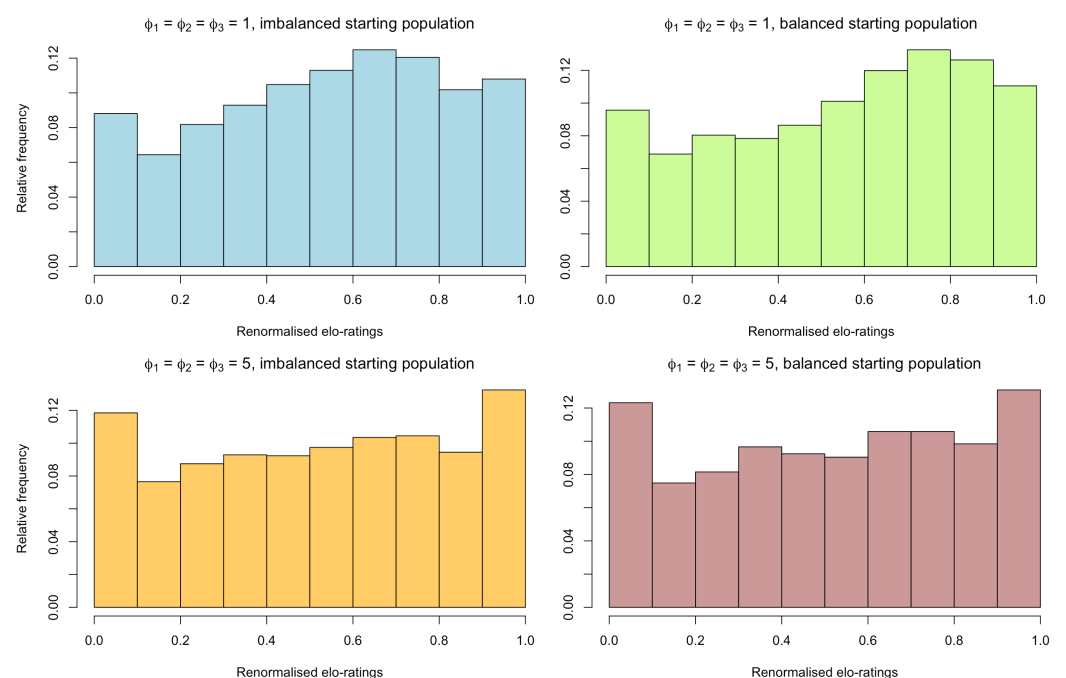 ϕ₁ = ϕ₂ = ϕ₃ = 1, imbalanced starting population
Relative frequency
0.12
0.08
0.04
0.00
0.0 0.2 0.4 0.6 0.8 1.0
Renormalised elo-ratings
ϕ₁ = ϕ₂ = ϕ₃ = 1, balanced starting population
0.12
0.08
0.04
0.00
0.0 0.2 0.4 0.6 0.8 1.0
Renormalised elo-ratings
ϕ₁ = ϕ₂ = ϕ₃ = 5, imbalanced starting population
Relative frequency
0.12
0.08
0.04
0.00
0.0 0.2 0.4 0.6 0.8 1.0
Renormalised elo-ratings
ϕ₁ = ϕ₂ = ϕ₃ = 5, balanced starting population
0.12
0.08
0.04
0.00
0.0 0.2 0.4 0.6 0.8 1.0
Renormalised elo-ratings